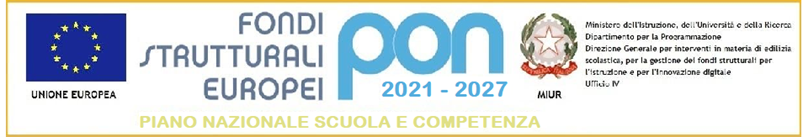 UNIONE EUROPEA
FONDI
STRUTTURALI
EUROPEI
pon
2021 - 2027
MIUR
Ministero dell'Istruzione, dell'Università e della Ricerca
Dipartimento per la Programmazione
Direzione Generale per interventi in materia di edilizia
scolastica, per la gestione dei fondi strutturali per
l'istruzione e per l'innovazione digitale
Ufficio IV
PIANO NAZIONALE SCUOLA E COMPETENZA